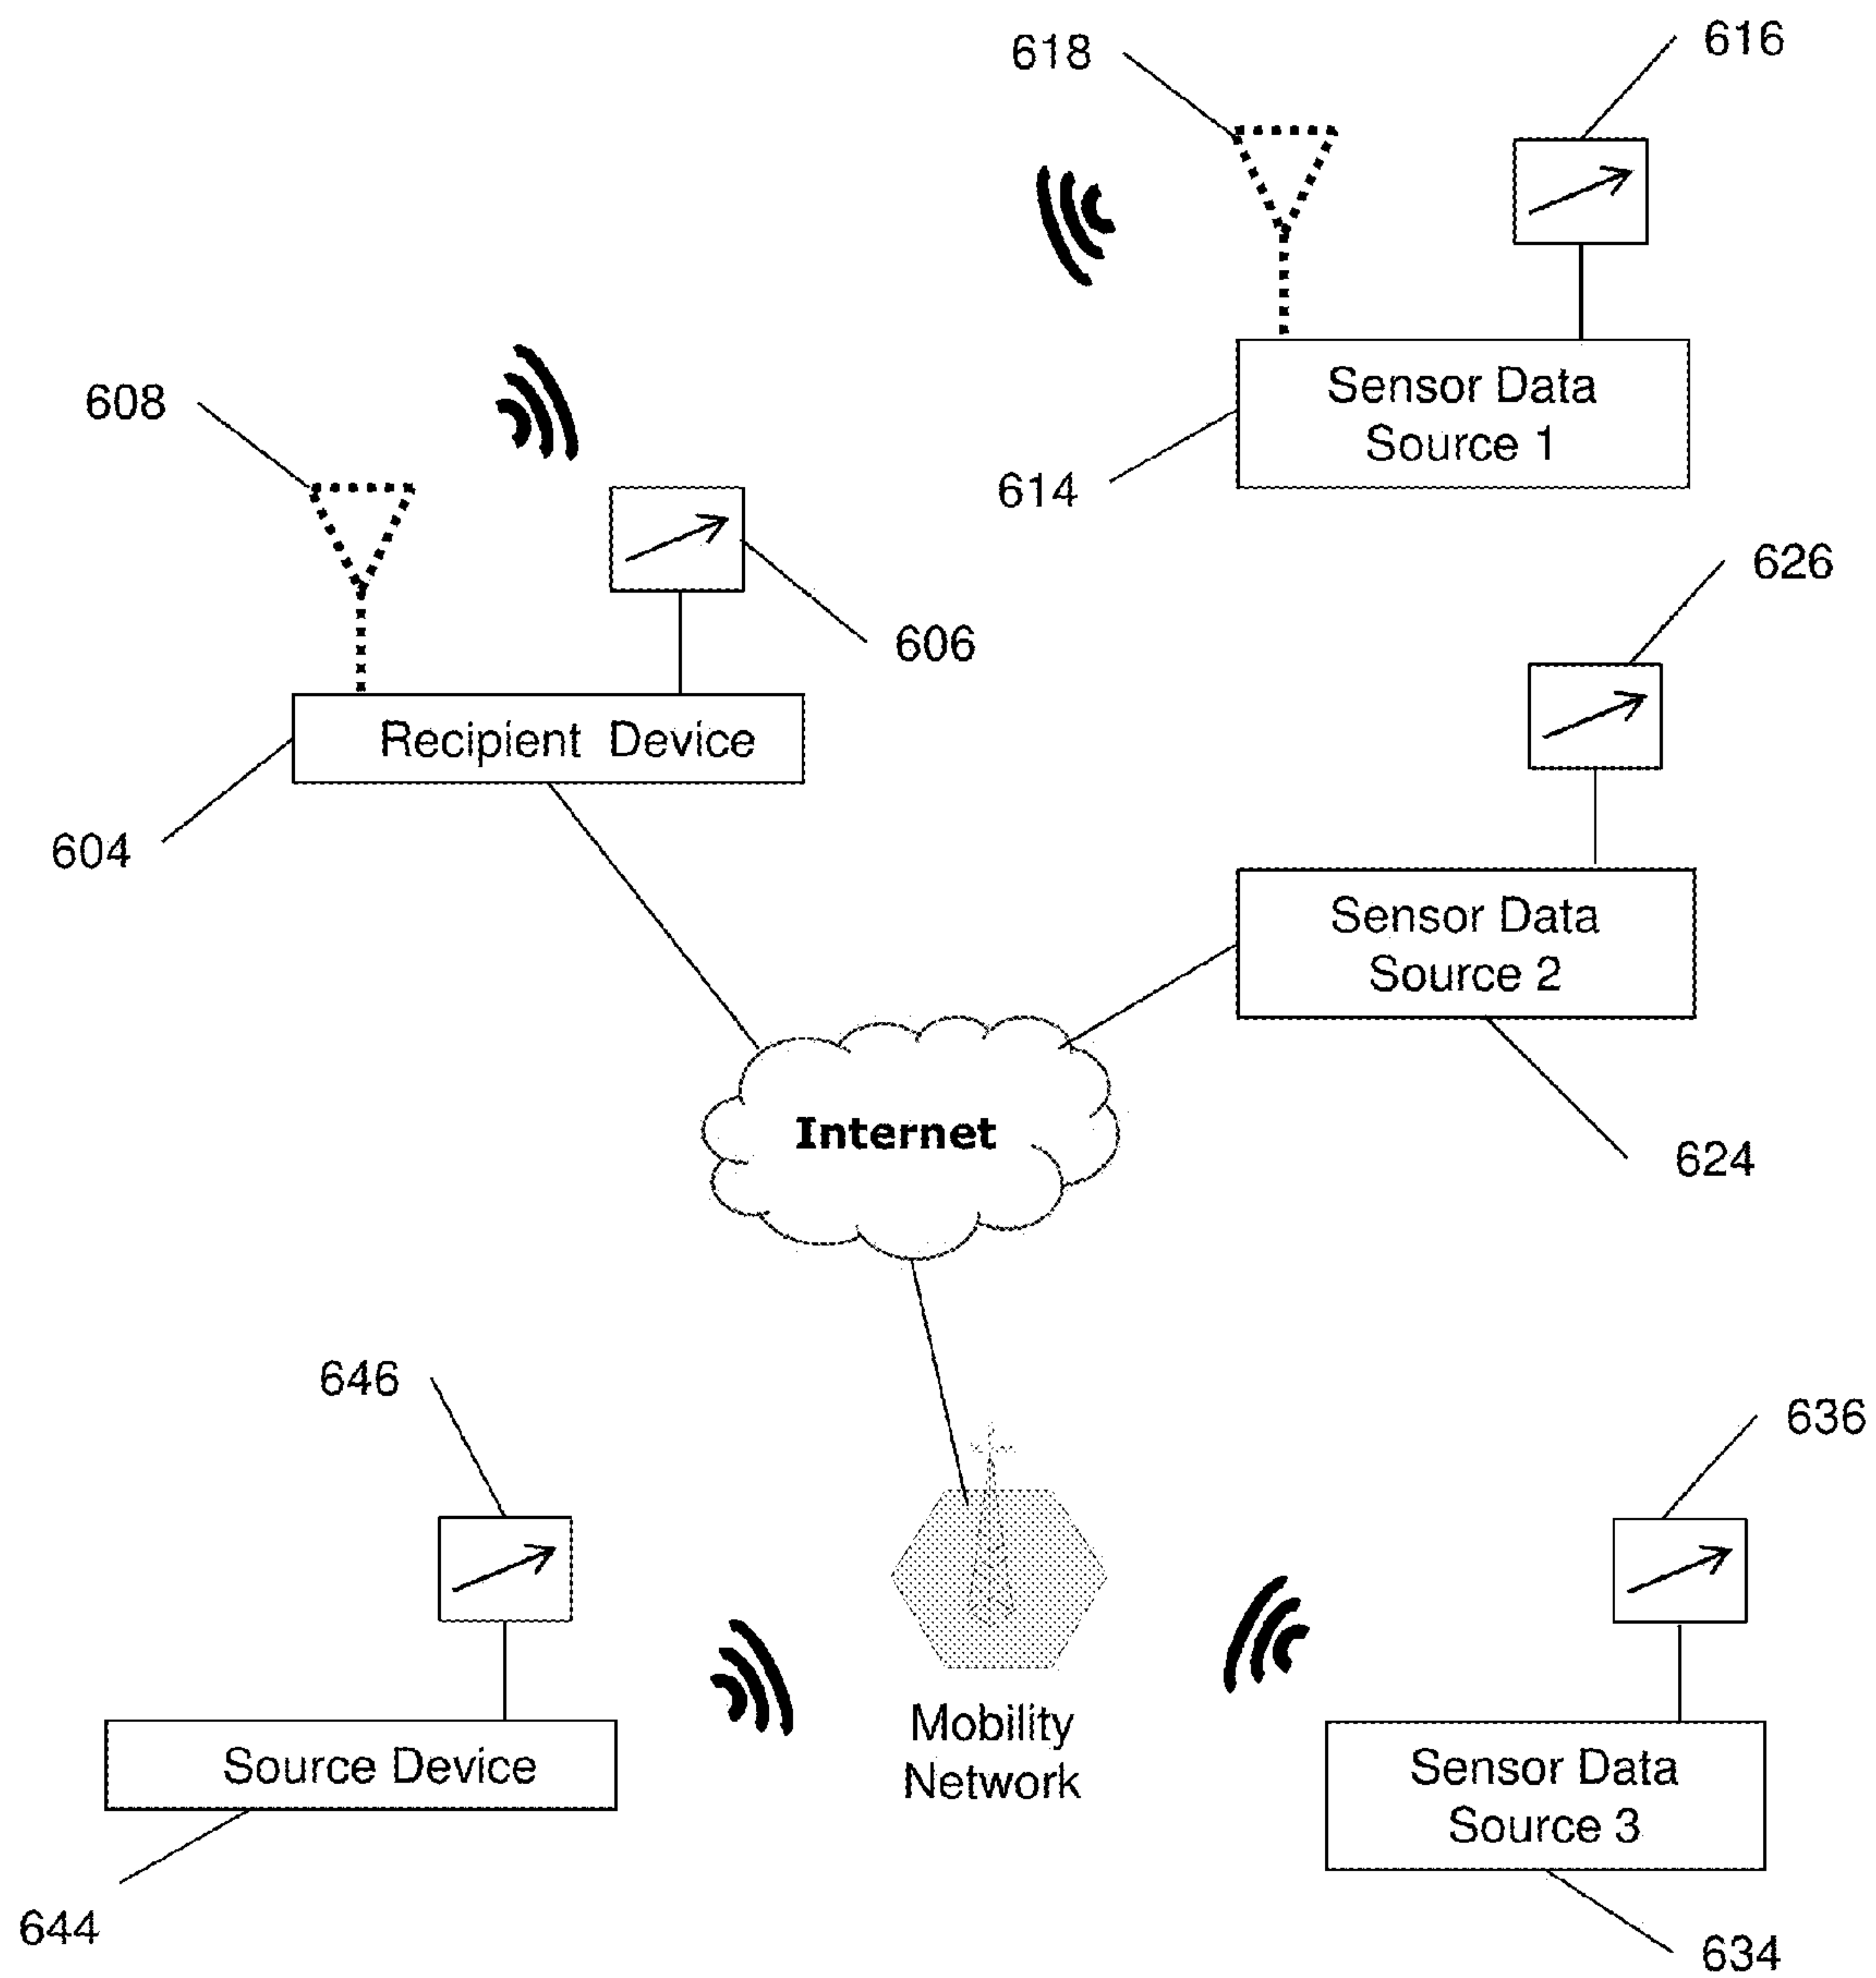 618
616
608
Sensor Data
Source 1
614
626
606
Recipient Device
604
Sensor Data
Source 2
Internet
624
646
636
Mobility
Network
Source Device
Sensor Data
Source 3
644
634